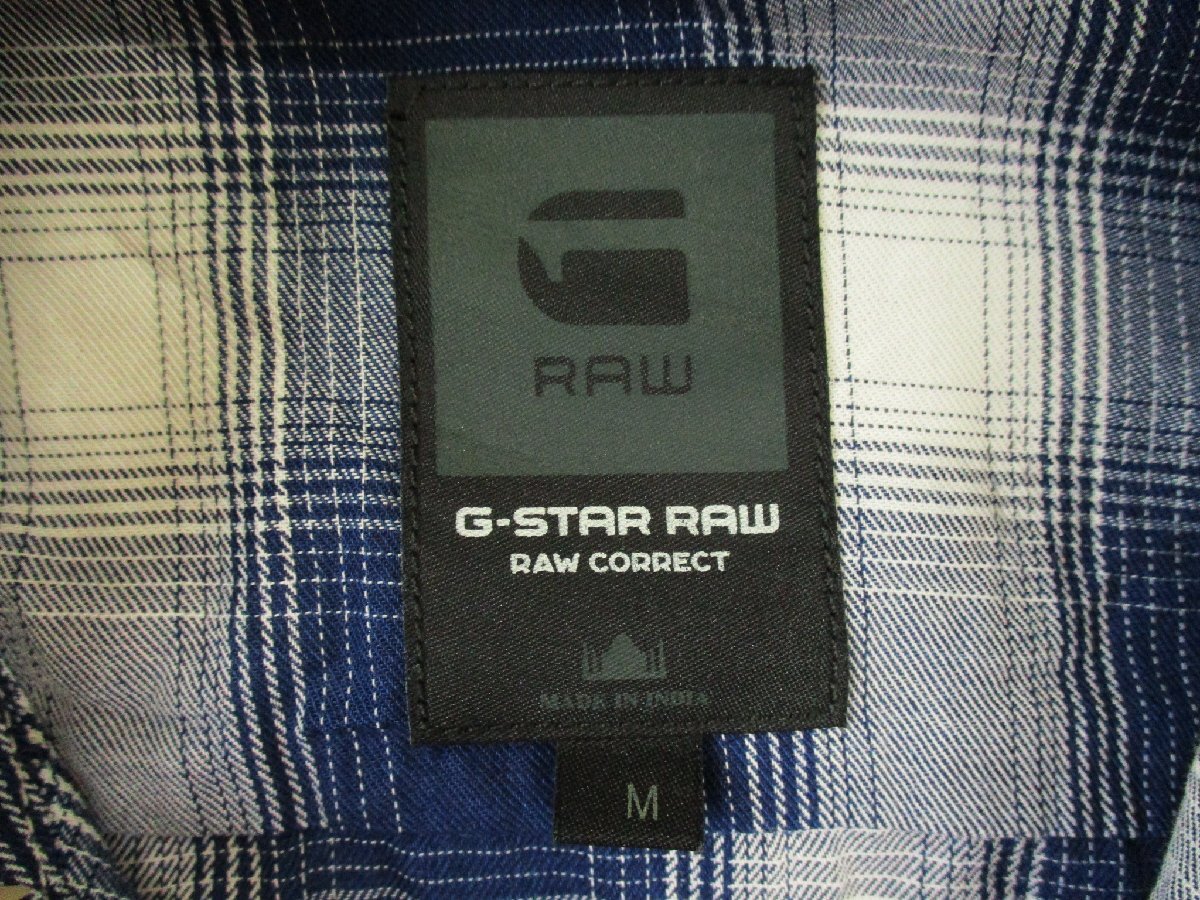 G
RAW
G-STAR RAW
RAW CORRECT
MADE IN INDIA
M